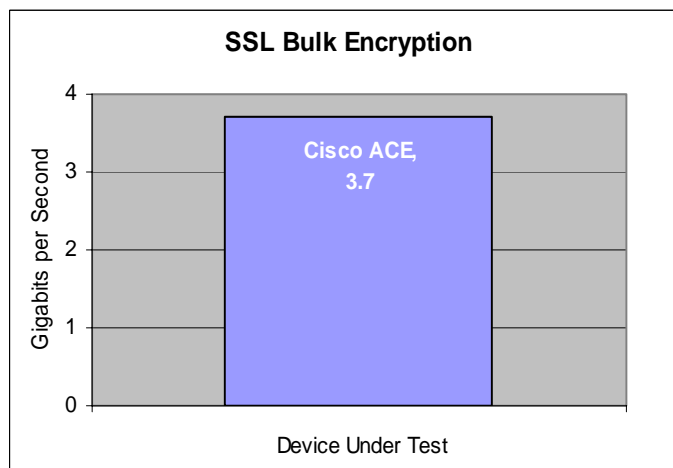 SSL Bulk Encryption
4
3
2
1
0
Gigabits per Second
Cisco ACE,
3.7
Device Under Test